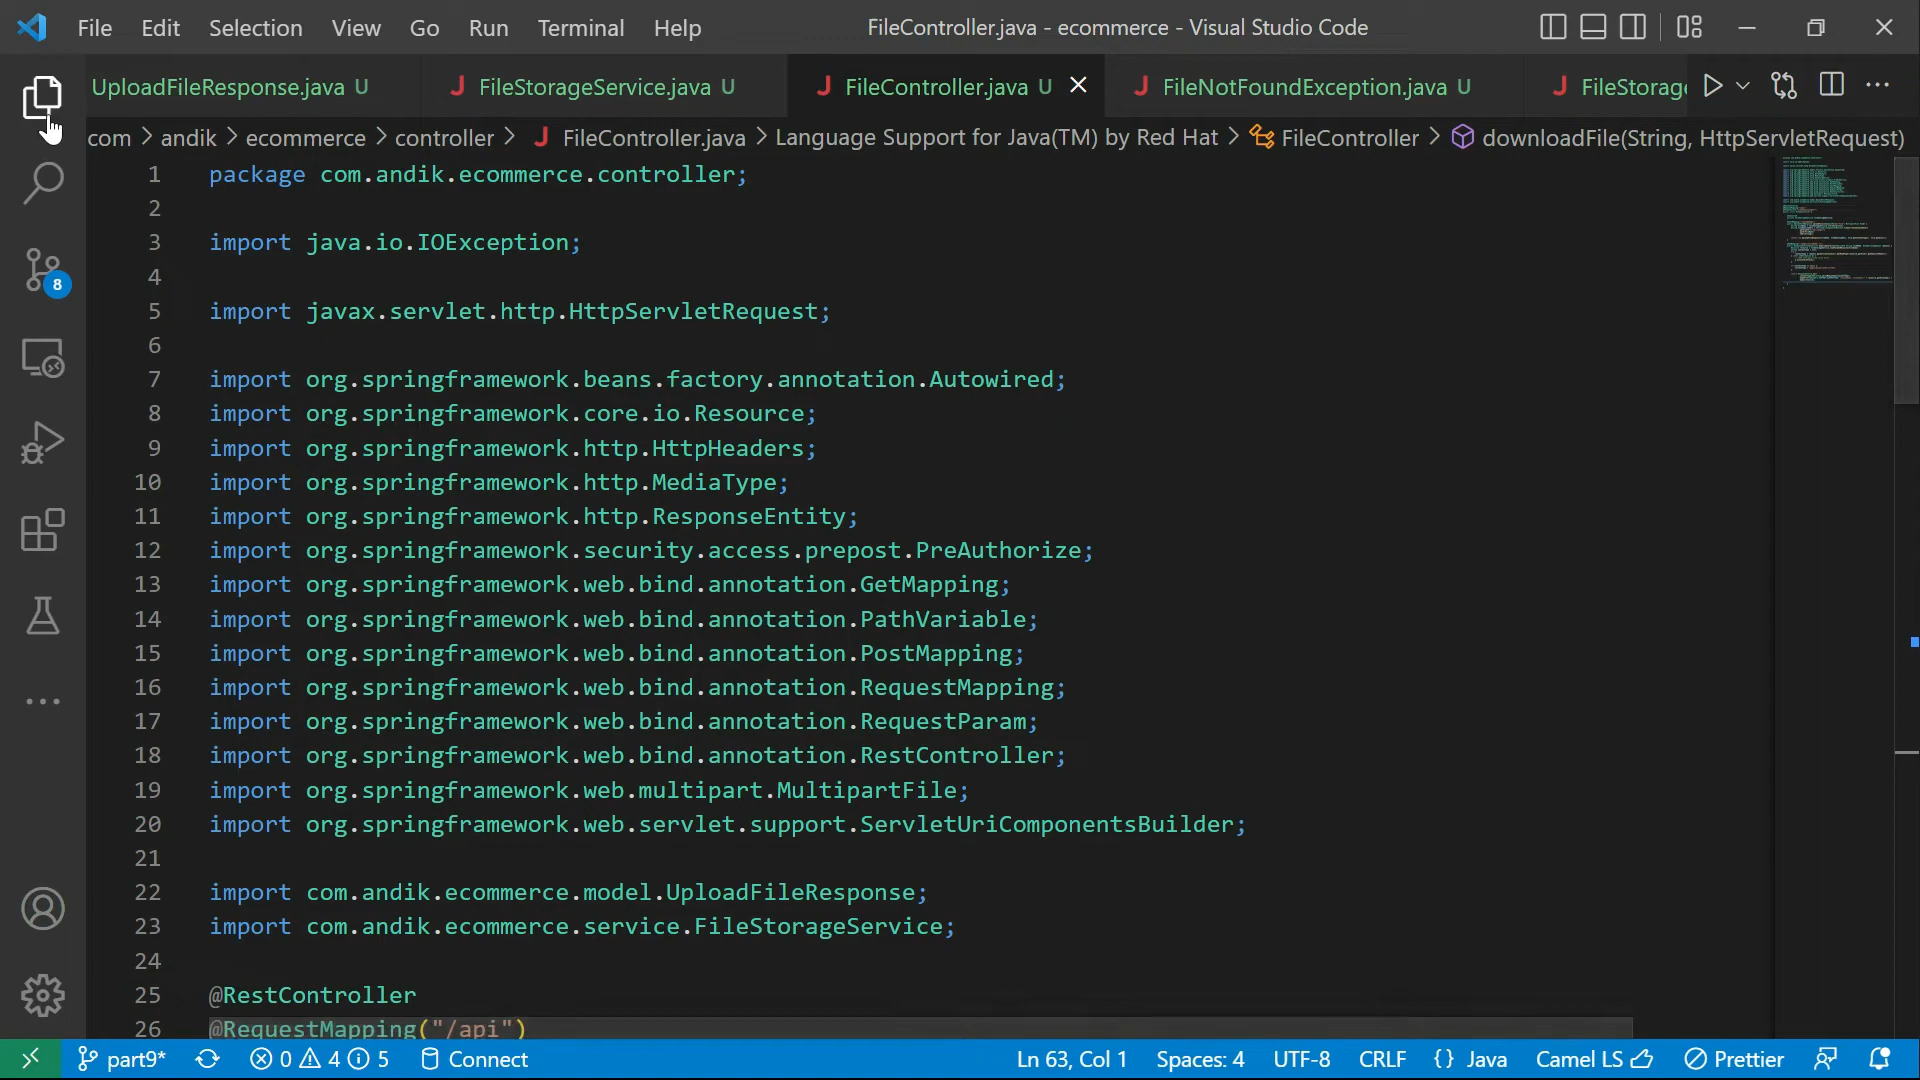 File Edit Selection View Go Run Terminal Help FileController.java - ecommerce - Visual Studio Code
UploadFileResponse.java U J FileStorageService.java U J FileController.java U J FileNotFoundException.java U J FileStorage
com > andik > ecommerce > controller > J FileController.java > Language Support for Java(TM) by Red Hat > FileController > downloadFile(String, HttpServletRequest)
1 package com.andik.ecommerce.controller;
2
3 import java.io.IOException;
4
5 import javax.servlet.http.HttpServletRequest;
6
7 import org.springframework.beans.factory.annotation.Autowired;
8 import org.springframework.core.io.Resource;
9 import org.springframework.http.HttpHeaders;
10 import org.springframework.http.MediaType;
11 import org.springframework.http.ResponseEntity;
12 import org.springframework.security.access.prepost.PreAuthorize;
13 import org.springframework.web.bind.annotation.GetMapping;
14 import org.springframework.web.bind.annotation.PathVariable;
15 import org.springframework.web.bind.annotation.PostMapping;
16 import org.springframework.web.bind.annotation.RequestMapping;
17 import org.springframework.web.bind.annotation.RequestParam;
18 import org.springframework.web.bind.annotation.RestController;
19 import org.springframework.web.multipart.MultipartFile;
20 import org.springframework.web.servlet.support.ServletUriComponentsBuilder;
21
22 import com.andik.ecommerce.model.UploadFileResponse;
23 import com.andik.ecommerce.service.FileStorageService;
24
25 @RestController
26 @RequestMapping("/api")
8
part9* 0 4 5 Connect Ln 63, Col 1 Spaces: 4 UTF-8 CRLF {} Java Camel LS Prettier